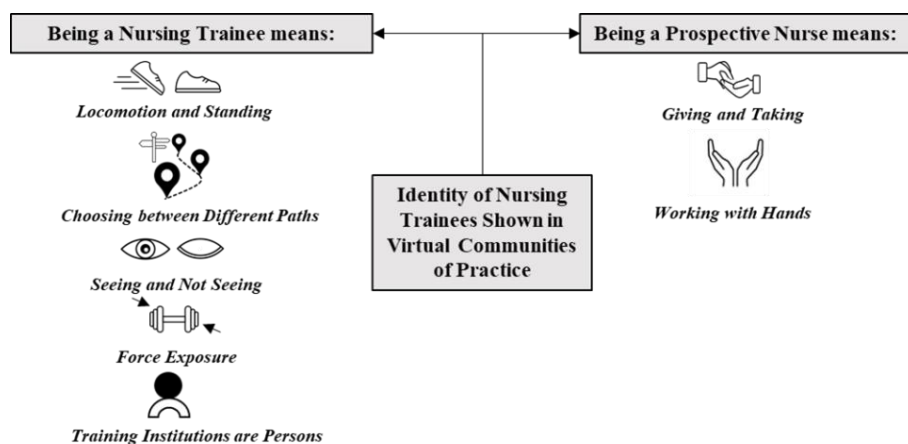 Being a Nursing Trainee means:
Locomotion and Standing
Choosing between Different Paths
Seeing and Not Seeing
Force Exposure
Training Institutions are Persons
Identity of Nursing
Trainees Shown in
Virtual Communities
of Practice
Being a Prospective Nurse means:
Giving and Taking
Working with Hands